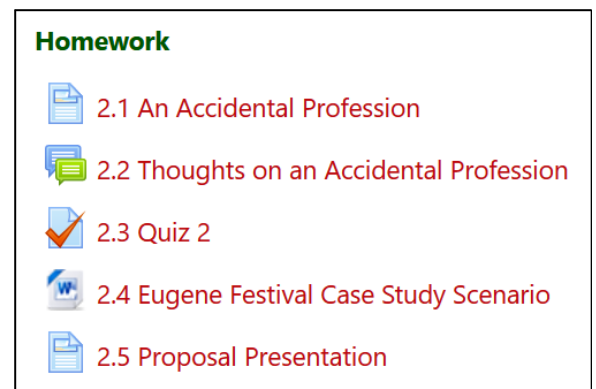 Homework
2.1 An Accidental Profession
2.2 Thoughts on an Accidental Profession
2.3 Quiz 2
W
2.4 Eugene Festival Case Study Scenario
2.5 Proposal Presentation